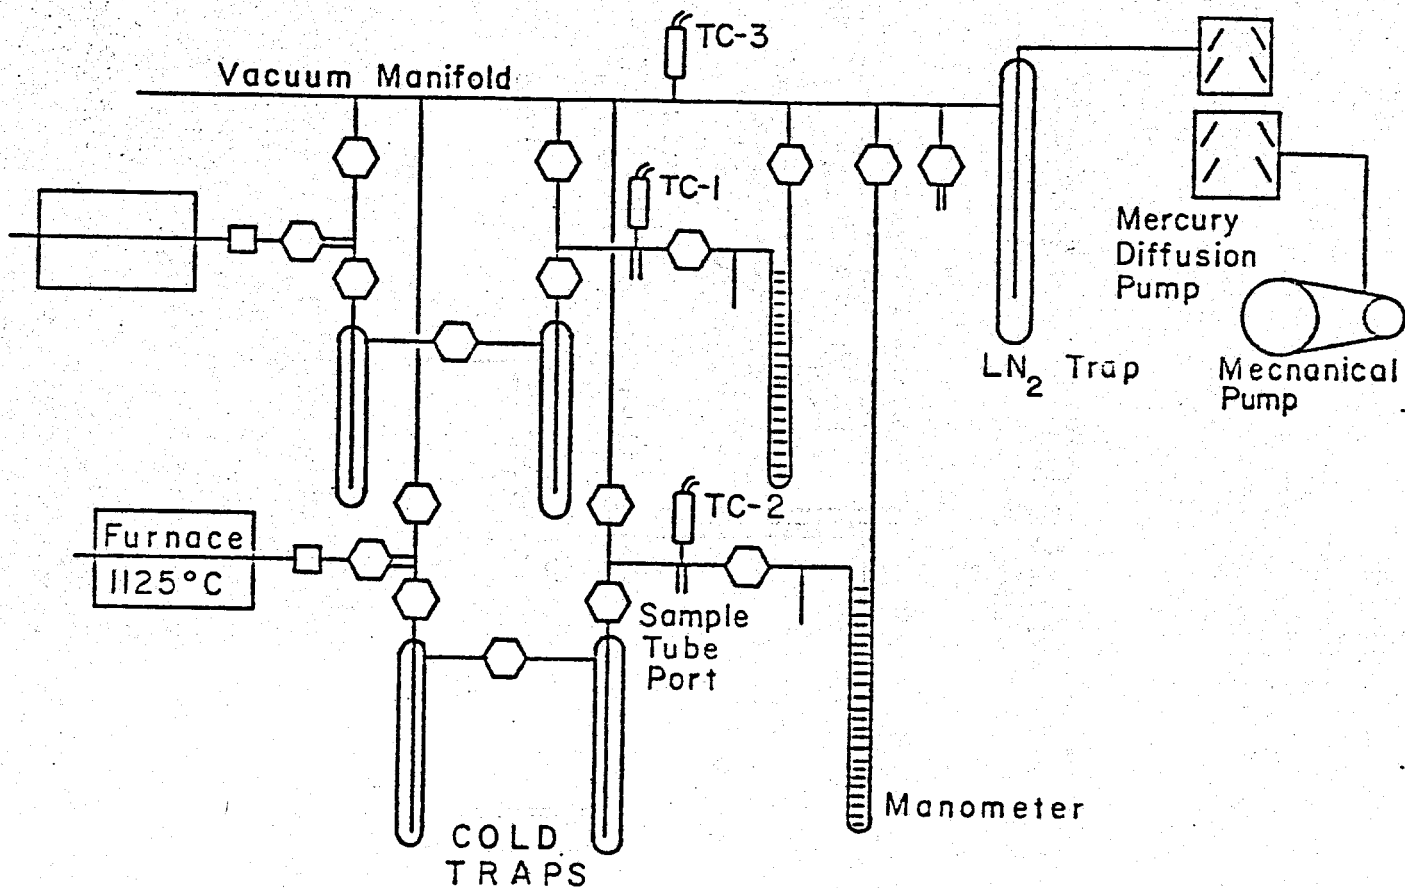 TC-3
Vacuum Manifold
TC-1
Mercury
Diffusion
Pump
LN2 Trap
Mecnanical
Pump
TC-2
Furnace
1125°C
Sample
Tube
Port
Manometer
COLD
TRAPS